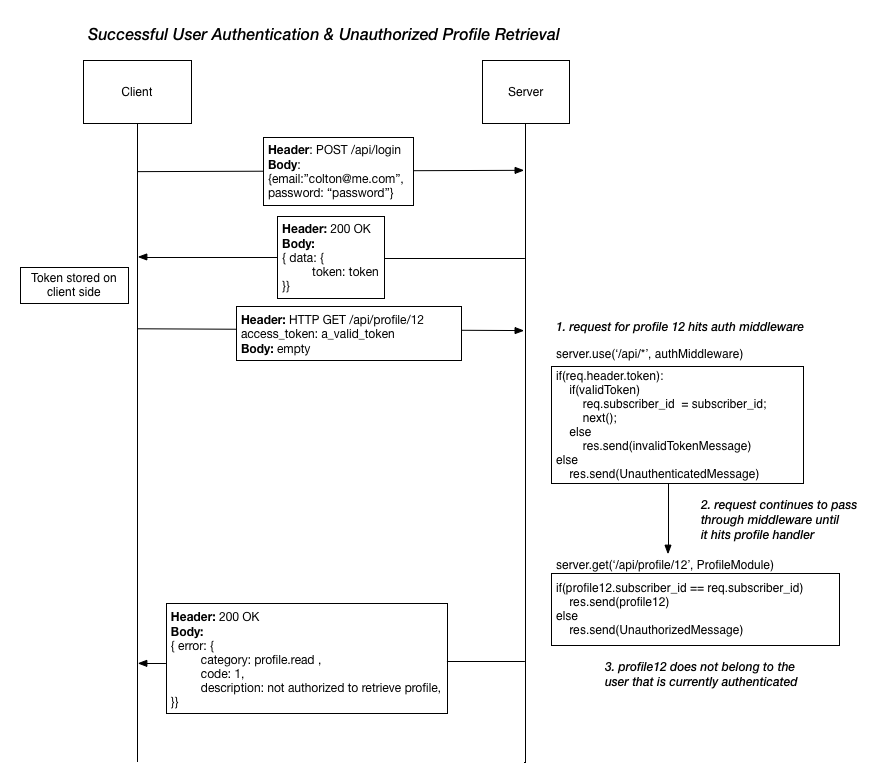 Successful User Authentication & Unauthorized Profile Retrieval
Client
Server
Header: POST /api/login
Body:
{email:”colton@me.com”,
password: “password”}
Header: 200 OK
Body:
{ data: {
token: token
}}
Token stored on
client side
Header: HTTP GET /api/profile/12
access_token: a_valid_token
Body: empty
1. request for profile 12 hits auth middleware
server.use(‘/api/*’, authMiddleware)
if(req.header.token):
if(validToken)
req.subscriber_id  = subscriber_id;
next();
else
res.send(invalidTokenMessage)
else
res.send(UnauthenticatedMessage)
2. request continues to pass
through middleware until
it hits profile handler
server.get(‘/api/profile/12’, ProfileModule)
if(profile12.subscriber_id == req.subscriber_id)
res.send(profile12)
else
res.send(UnauthorizedMessage)
3. profile12 does not belong to the
user that is currently authenticated
Header: 200 OK
Body:
{ error: {
category: profile.read ,
code: 1,
description: not authorized to retrieve profile,
}}